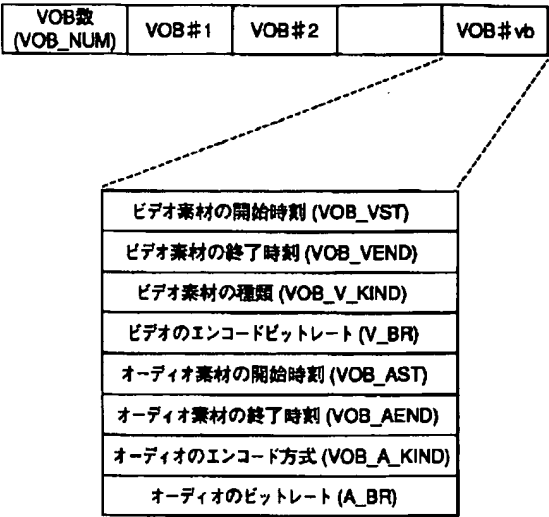 VOB数
(VOB_NUM)
VOB#1
VOB#2
VOB#vb
ビデオ素材の開始時刻 (VOB_VST)
ビデオ素材の終了時刻 (VOB_VEND)
ビデオ素材の種類 (VOB_V_KIND)
ビデオのエンコードビットレート (V_BR)
オーディオ素材の開始時刻 (VOB_AST)
オーディオ素材の終了時刻 (VOB_AEND)
オーディオのエンコード方式 (VOB_A_KIND)
オーディオのビットレート (A_BR)